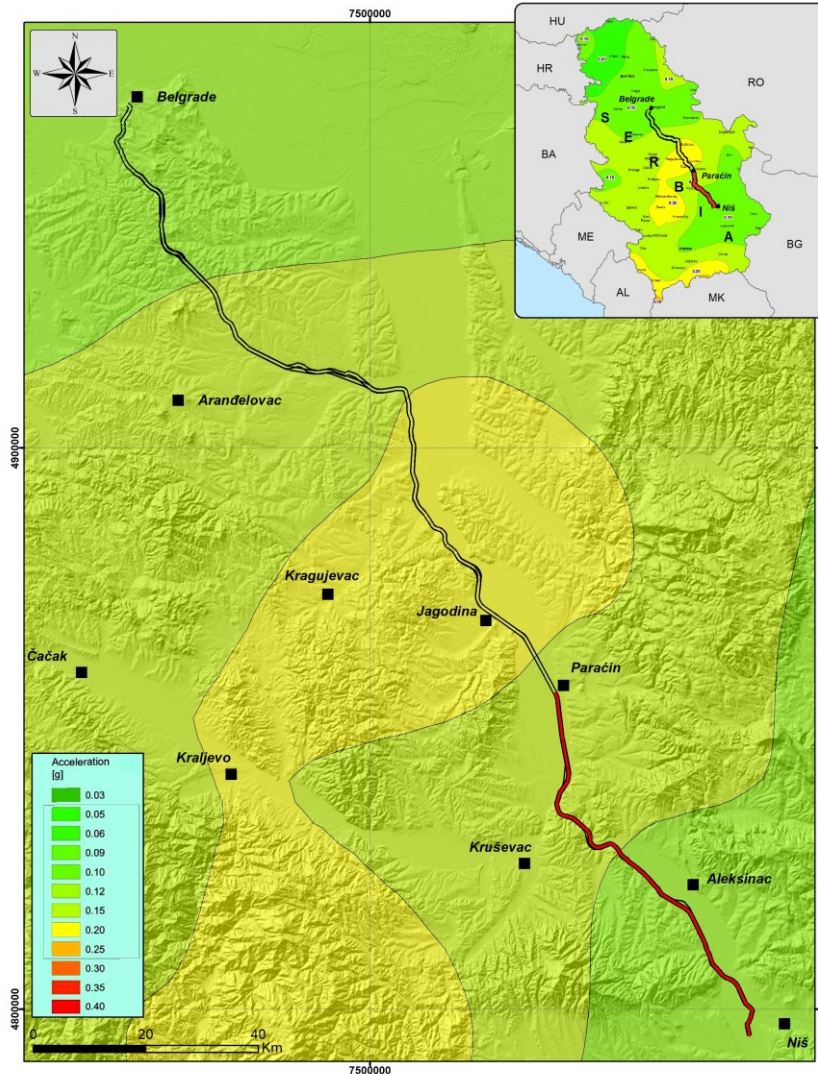 7500000
N
W E
S
Belgrade
HU
HR
RO
BA
ME
BG
AL
MK
Belgrade
Paraćin
Niš
S
E
R
B
I
A
Aranđelovac
4900000
4900000
Kragujevac
Jagodina
Čačak
Paraćin
Kraljevo
Acceleration
[g]
0.03
0.05
0.06
0.09
0.10
0.12
0.15
0.20
0.25
0.30
0.35
0.40
Kruševac
Aleksinac
4800000
4800000
0 20 40
Km
Niš
7500000